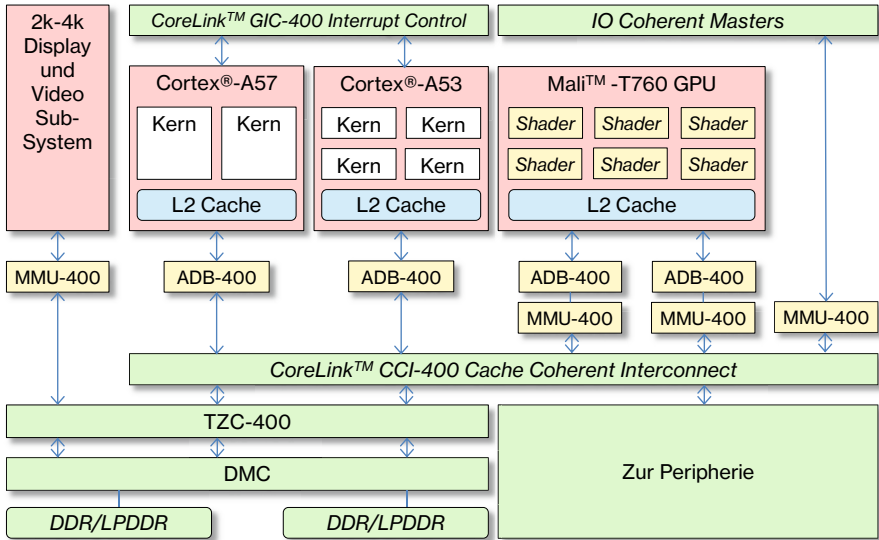 2k-4k
Display
und
Video
Sub-
System
CoreLink™ GIC-400 Interrupt Control
IO Coherent Masters
Cortex®-A57
Kern Kern
L2 Cache
Cortex®-A53
Kern Kern
Kern Kern
L2 Cache
Mali™ -T760 GPU
Shader Shader Shader
Shader Shader Shader
L2 Cache
MMU-400
ADB-400
ADB-400
ADB-400
ADB-400
MMU-400
MMU-400
MMU-400
CoreLink™ CCI-400 Cache Coherent Interconnect
TZC-400
DMC
Zur Peripherie
DDR/LPDDR
DDR/LPDDR